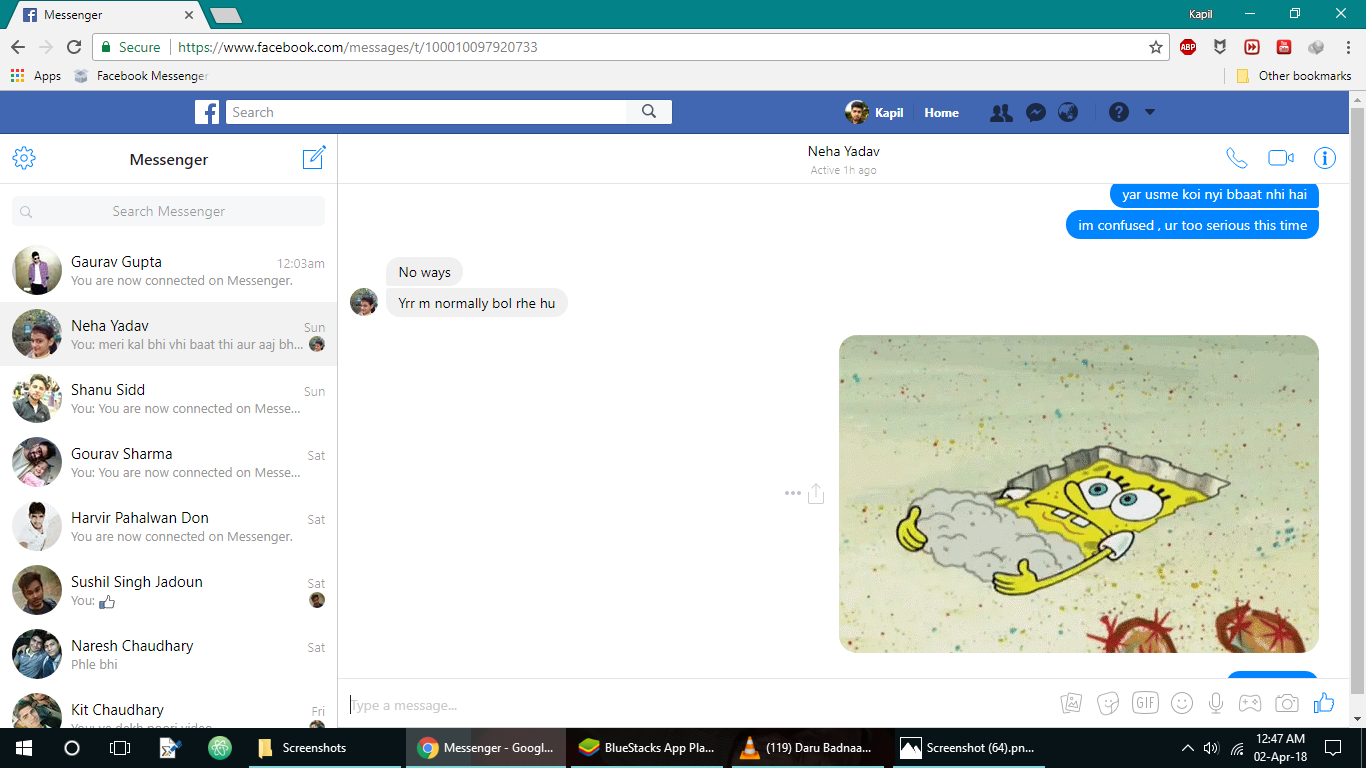 Messenger
Kapil
Secure
https://www.facebook.com/messages/t/100010097920733
ABP
Apps
Facebook Messenger
Other bookmarks
Search
Kapil
Home
Messenger
Neha Yadav
Active 1h ago
Search Messenger
yar usme koi nyi bbaat nhi hai
im confused , ur too serious this time
Gaurav Gupta
12:03am
You are now connected on Messenger.
No ways
Yrr m normally bol rhe hu
Neha Yadav
Sun
You: meri kal bhi vhi baat thi aur aaj bh...
Shanu Sidd
Sun
You: You are now connected on Messe...
Gourav Sharma
Sat
You: You are now connected on Messe...
Harvir Pahalwan Don
Sat
You are now connected on Messenger.
Sushil Singh Jadoun
Sat
You:
Naresh Chaudhary
Sat
Phle bhi
Kit Chaudhary
Fri
Type a message...
GIF
Screenshots
Messenger - Googl...
BlueStacks App Pla...
(119) Daru Badnaa...
Screenshot (64).pn...
12:47 AM
02-Apr-18